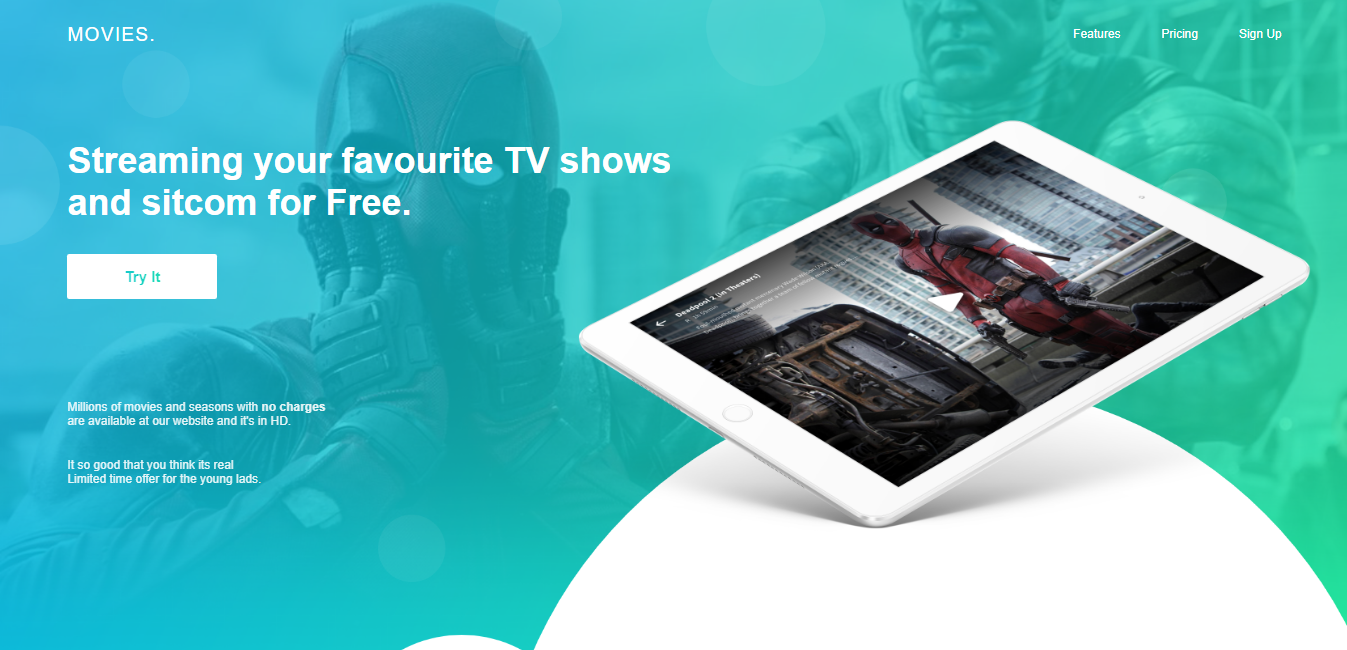 MOVIES.
Features
Pricing
Sign Up
Streaming your favourite TV shows
and sitcom for Free.
Try It
Deadpool 2 (in Theaters)
Millions of movies and seasons with no charges
are available at our website and it's in HD.
It so good that you think its real
Limited time offer for the young lads.